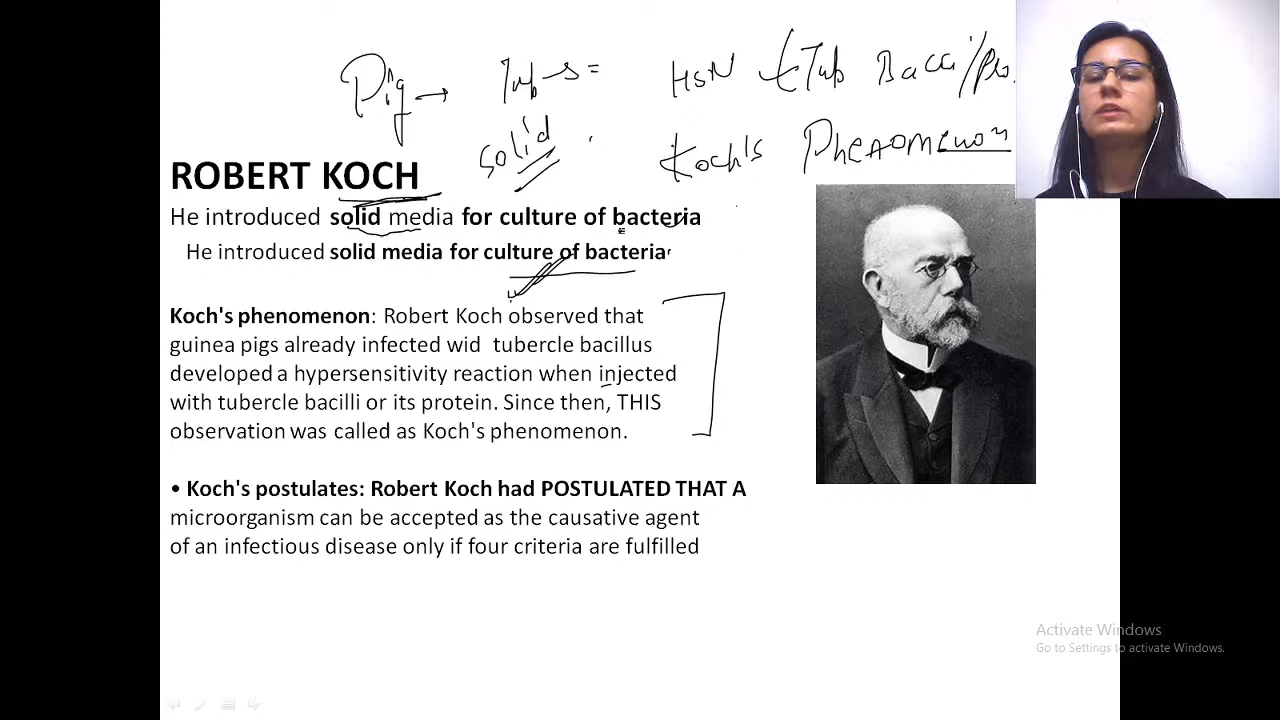 Pig → Tub-s = HSN Tub Bacci/Pro.
solid Koch's Phenomenon
ROBERT KOCH
He introduced solid media for culture of bacteria
He introduced solid media for culture of bacteria
Koch's phenomenon: Robert Koch observed that
guinea pigs already infected wid tubercle bacillus
developed a hypersensitivity reaction when injected
with tubercle bacilli or its protein. Since then, THIS
observation was called as Koch's phenomenon.
• Koch's postulates: Robert Koch had POSTULATED THAT A
microorganism can be accepted as the causative agent
of an infectious disease only if four criteria are fulfilled
Activate Windows
Go to Settings to activate Windows.